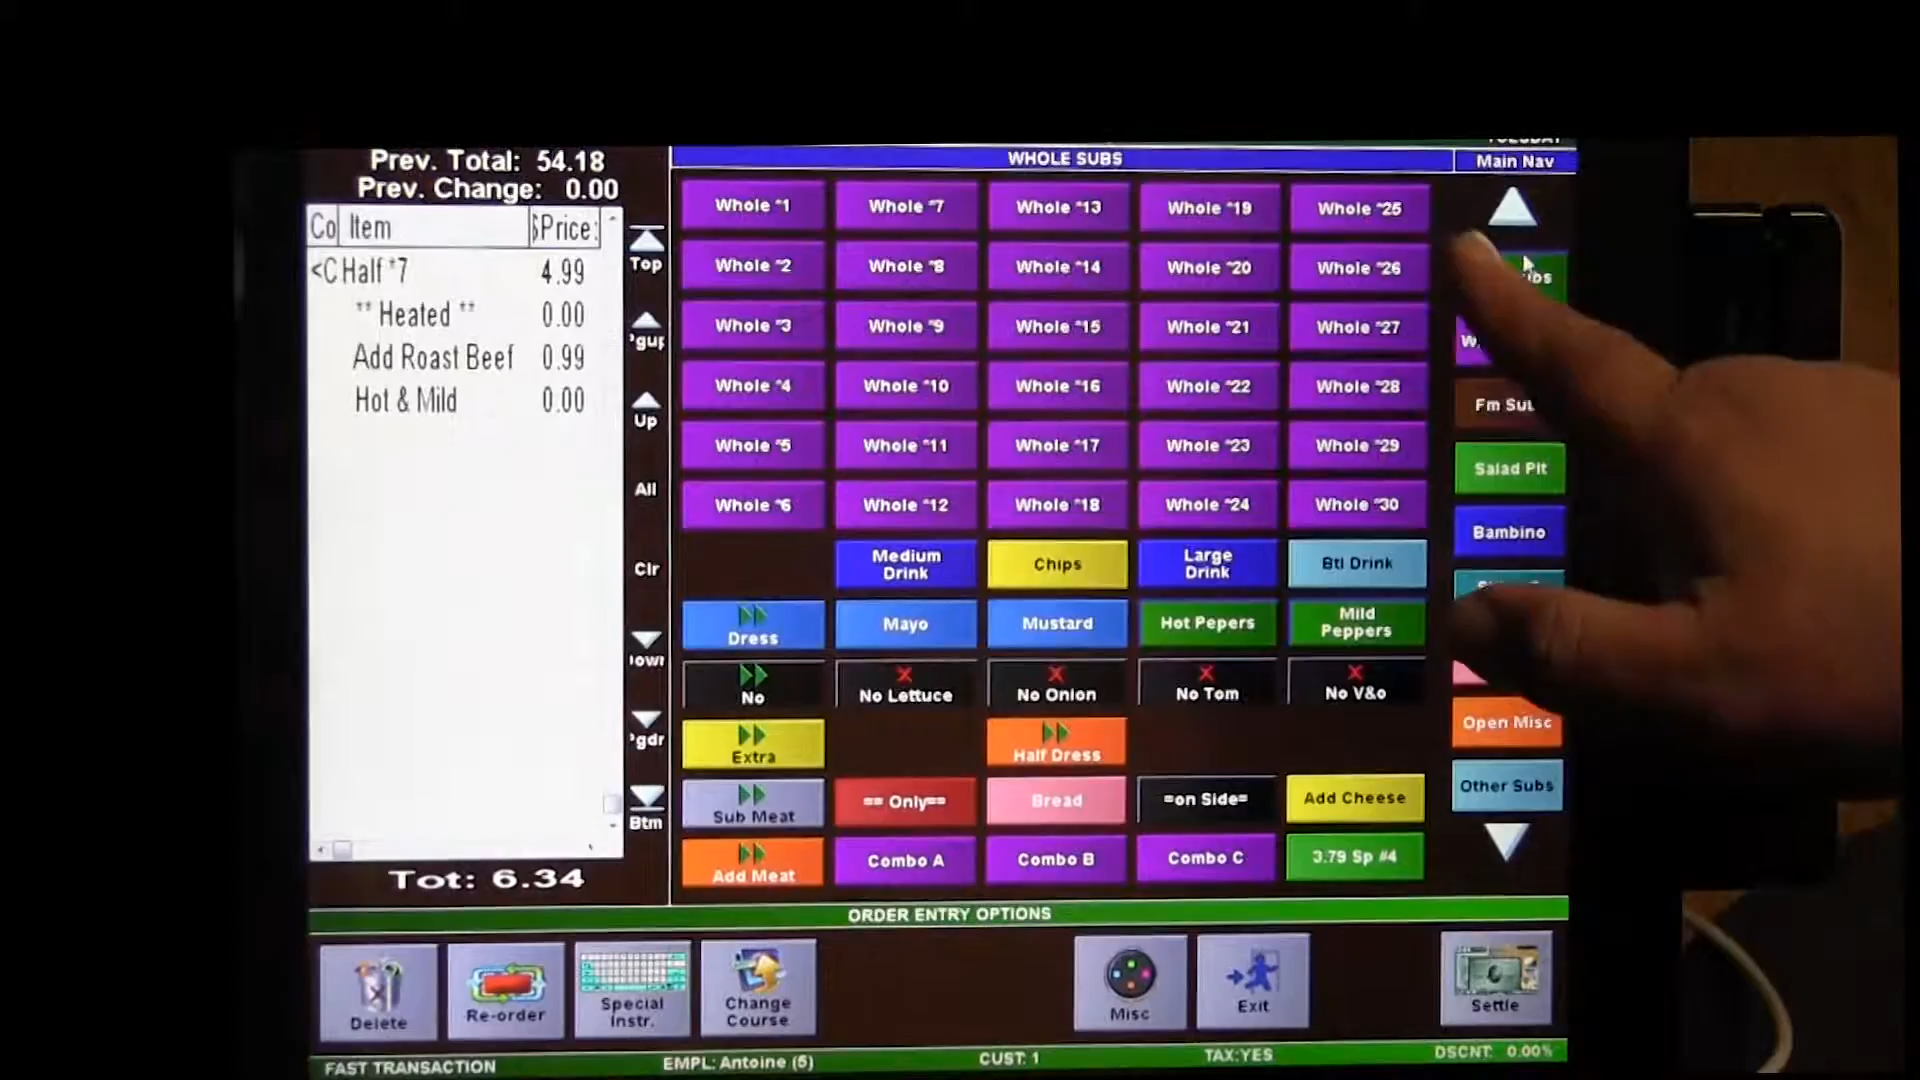 Prev. Total: 54.18
Prev. Change: 0.00
Co Item $Price:
<C Half *7 4.99
** Heated ** 0.00
Add Roast Beef 0.99
Hot & Mild 0.00
Tot: 6.34
Top
Up
All
Clr
Btm
WHOLE SUBS
Main Nav
Whole *1 Whole *7 Whole *13 Whole *19 Whole *25
Whole *2 Whole *8 Whole *14 Whole *20 Whole *26
Whole *3 Whole *9 Whole *15 Whole *21 Whole *27
Whole *4 Whole *10 Whole *16 Whole *22 Whole *28
Whole *5 Whole *11 Whole *17 Whole *23 Whole *29
Whole *6 Whole *12 Whole *18 Whole *24 Whole *30
Medium
Drink
Chips
Large
Drink
Btl Drink
Dress
Mayo
Mustard
Hot Pepers
Mild
Peppers
No
No Lettuce
No Onion
No Tom
No V&o
Extra
Half Dress
Sub Meat
== Only==
Bread
=on Side=
Add Cheese
Add Meat
Combo A
Combo B
Combo C
3.79 Sp #4
Salad Plt
Bambino
Open Misc
Other Subs
ORDER ENTRY OPTIONS
Delete
Re-order
Special
Instr.
Change
Course
Misc
Exit
Settle
FAST TRANSACTION EMPL: Antoine (5) CUST: 1 TAX:YES DSCNT: 0.00%